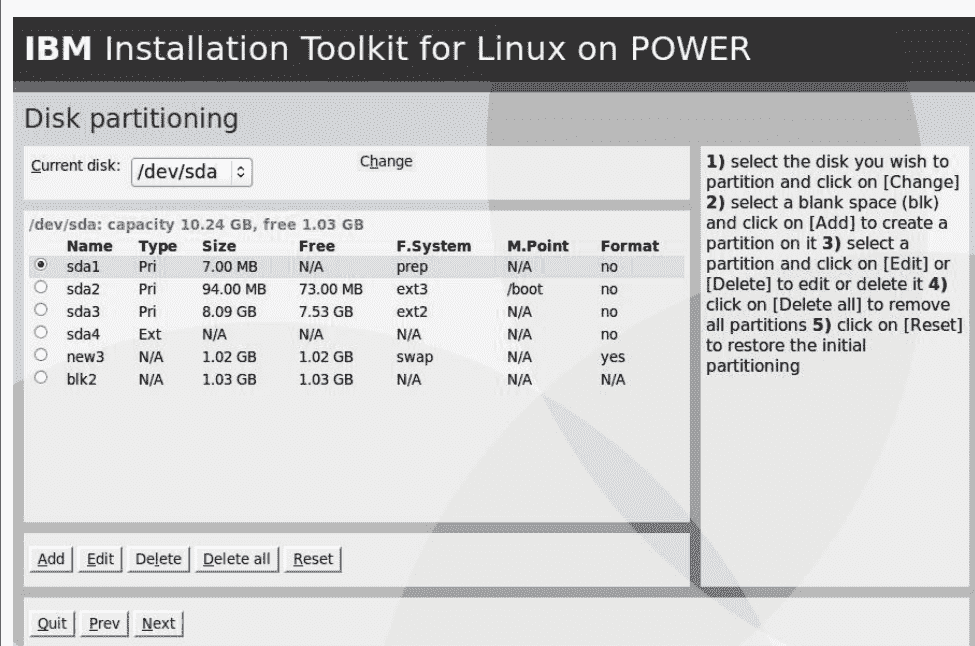 IBM Installation Toolkit for Linux on POWER
Disk partitioning
Current disk: /dev/sda Change
/dev/sda: capacity 10.24 GB, free 1.03 GB
Name Type Size Free F.System M.Point Format
sda1 Pri 7.00 MB N/A prep N/A no
sda2 Pri 94.00 MB 73.00 MB ext3 /boot no
sda3 Pri 8.09 GB 7.53 GB ext2 N/A no
sda4 Ext N/A N/A N/A N/A no
new3 N/A 1.02 GB 1.02 GB swap N/A yes
blk2 N/A 1.03 GB 1.03 GB N/A N/A N/A
Add Edit Delete Delete all Reset
Quit Prev Next
1) select the disk you wish to
partition and click on [Change]
2) select a blank space (blk)
and click on [Add] to create a
partition on it 3) select a
partition and click on [Edit] or
[Delete] to edit or delete it 4)
click on [Delete all] to remove
all partitions 5) click on [Reset]
to restore the initial
partitioning